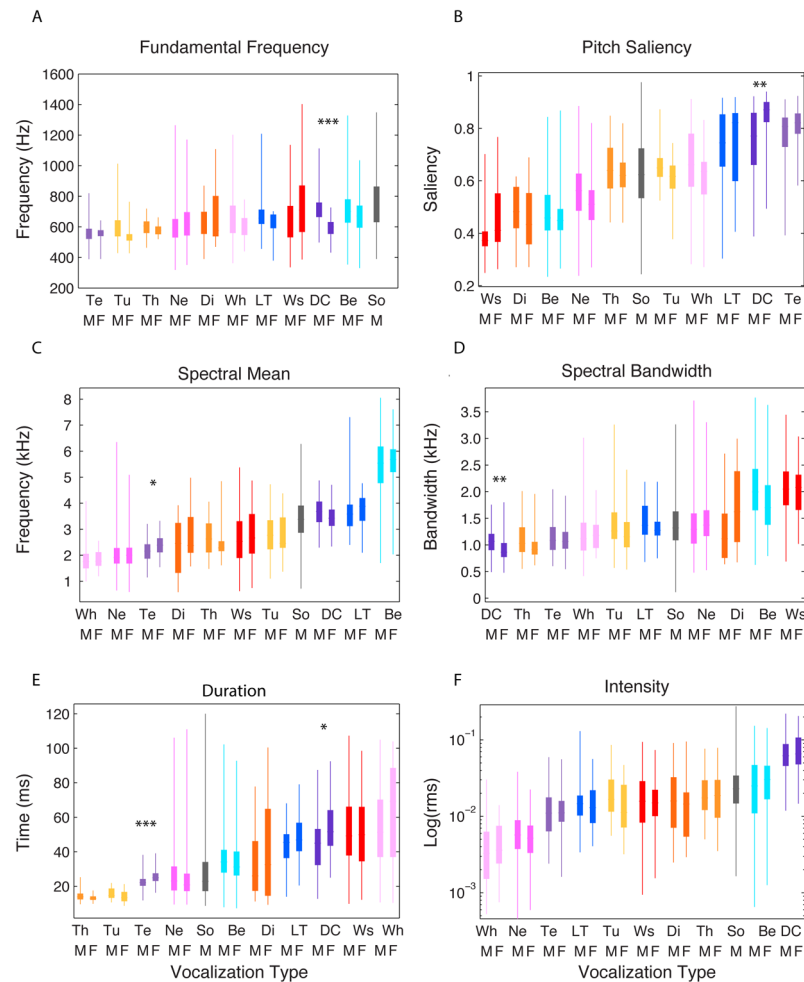 A
Fundamental Frequency
Frequency (Hz)
1600
1400
1200
1000
800
600
400
200
***
Te Tu Th Ne Di Wh LT Ws DC Be So
MF MF MF MF MF MF MF MF MF MF M
B
Pitch Saliency
Saliency
1
0.8
0.6
0.4
0.2
**
Ws Di Be Ne Th So Tu Wh LT DC Te
MF MF MF MF MF M MF MF MF MF MF
C
Spectral Mean
Frequency (kHz)
8
7
6
5
4
3
2
1
*
Wh Ne Te Di Th Ws Tu So DC LT Be
MF MF MF MF MF MF MF M MF MF MF
D
Spectral Bandwidth
Bandwidth (kHz)
3.5
3.0
2.5
2.0
1.5
1.0
0.5
0
**
DC Th Te Wh Tu LT So Ne Di Be Ws
MF MF MF MF MF MF M MF MF MF MF
E
Duration
Time (ms)
120
100
80
60
40
20
***
*
Th Tu Te Ne So Be Di LT DC Ws Wh
MF MF MF MF M MF MF MF MF MF MF
Vocalization Type
F
Intensity
Log(rms)
10⁻¹
10⁻²
10⁻³
Wh Ne Te LT Tu Ws Di Th So Be DC
MF MF MF MF MF MF MF MF M MF MF
Vocalization Type